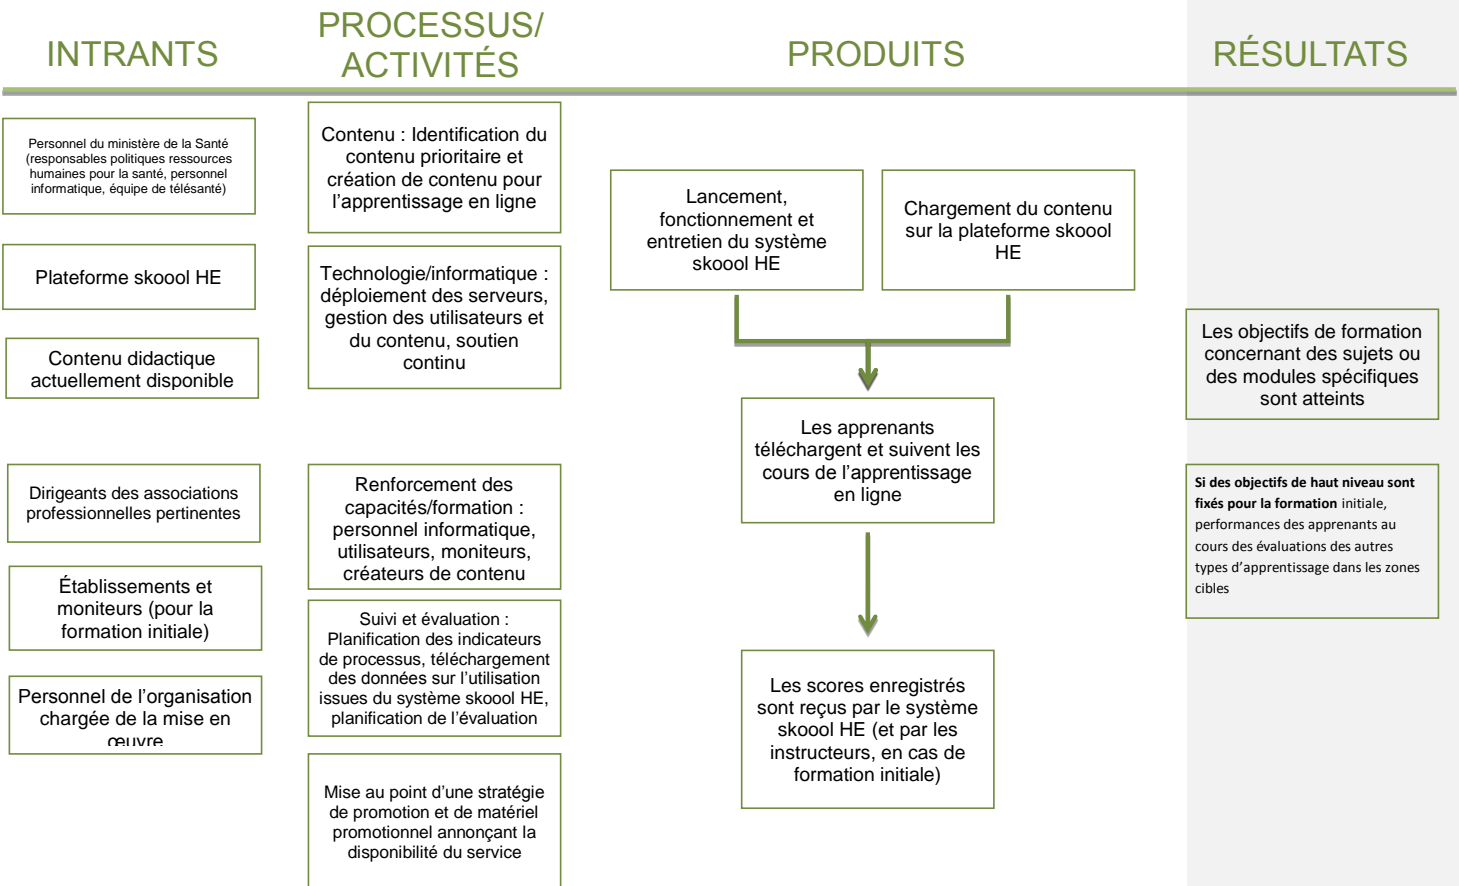 INTRANTS
PROCESSUS/
ACTIVITÉS
PRODUITS
RÉSULTATS
Personnel du ministère de la Santé
(responsables politiques ressources
humaines pour la santé, personnel
informatique, équipe de télésanté)
Plateforme skoool HE
Contenu didactique
actuellement disponible
Dirigeants des associations
professionnelles pertinentes
Établissements et
moniteurs (pour la
formation initiale)
Personnel de l’organisation
chargée de la mise en
œuvre
Contenu : Identification du
contenu prioritaire et
création de contenu pour
l’apprentissage en ligne
Technologie/informatique :
déploiement des serveurs,
gestion des utilisateurs et
du contenu, soutien
continu
Renforcement des
capacités/formation :
personnel informatique,
utilisateurs, moniteurs,
créateurs de contenu
Suivi et évaluation :
Planification des indicateurs
de processus, téléchargement
des données sur l’utilisation
issues du système skoool HE,
planification de l’évaluation
Mise au point d’une stratégie
de promotion et de matériel
promotionnel annonçant la
disponibilité du service
Lancement,
fonctionnement et
entretien du système
skoool HE
Chargement du contenu
sur la plateforme skoool
HE
Les apprenants
téléchargent et suivent les
cours de l’apprentissage
en ligne
Les scores enregistrés
sont reçus par le système
skoool HE (et par les
instructeurs, en cas de
formation initiale)
Les objectifs de formation
concernant des sujets ou
des modules spécifiques
sont atteints
Si des objectifs de haut niveau sont
fixés pour la formation initiale,
performances des apprenants au
cours des évaluations des autres
types d’apprentissage dans les zones
cibles